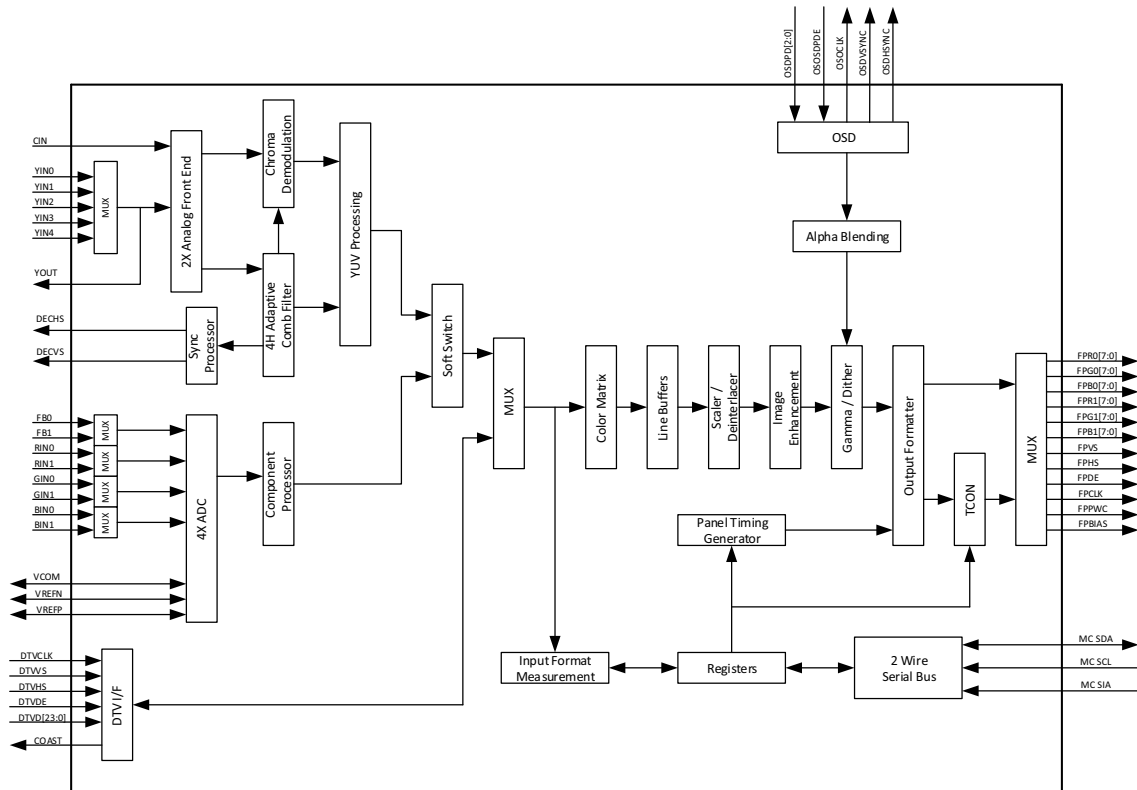 OSDPD[2:0]
OSOSDPDE
OSOCLK
OSDVSYNC
OSDHSYNC
OSD
Alpha Blending
CIN
YIN0
YIN1
YIN2
YIN3
YIN4
MUX
YOUT
2X Analog Front End
Chroma
Demodulation
4H Adaptive
Comb Filter
YUV Processing
DECHS
DECVS
Sync
Processor
Soft Switch
FB0
FB1
RIN0
RIN1
GIN0
GIN1
BIN0
BIN1
MUX
MUX
MUX
MUX
VCOM
VREFN
VREFP
4X ADC
Component
Processor
MUX
Color Matrix
Line Buffers
Scaler /
Deinterlacer
Image
Enhancement
Gamma / Dither
Output Formatter
TCON
MUX
FPR0[7:0]
FPG0[7:0]
FPB0[7:0]
FPR1[7:0]
FPG1[7:0]
FPB1[7:0]
FPVS
FPHS
FPDE
FPCLK
FPPWC
FPBIAS
Panel Timing
Generator
DTVCLK
DTVVS
DTVHS
DTVDE
DTVD[23:0]
COAST
DTV I/F
Input Format
Measurement
Registers
2 Wire
Serial Bus
MC SDA
MC SCL
MC SIA